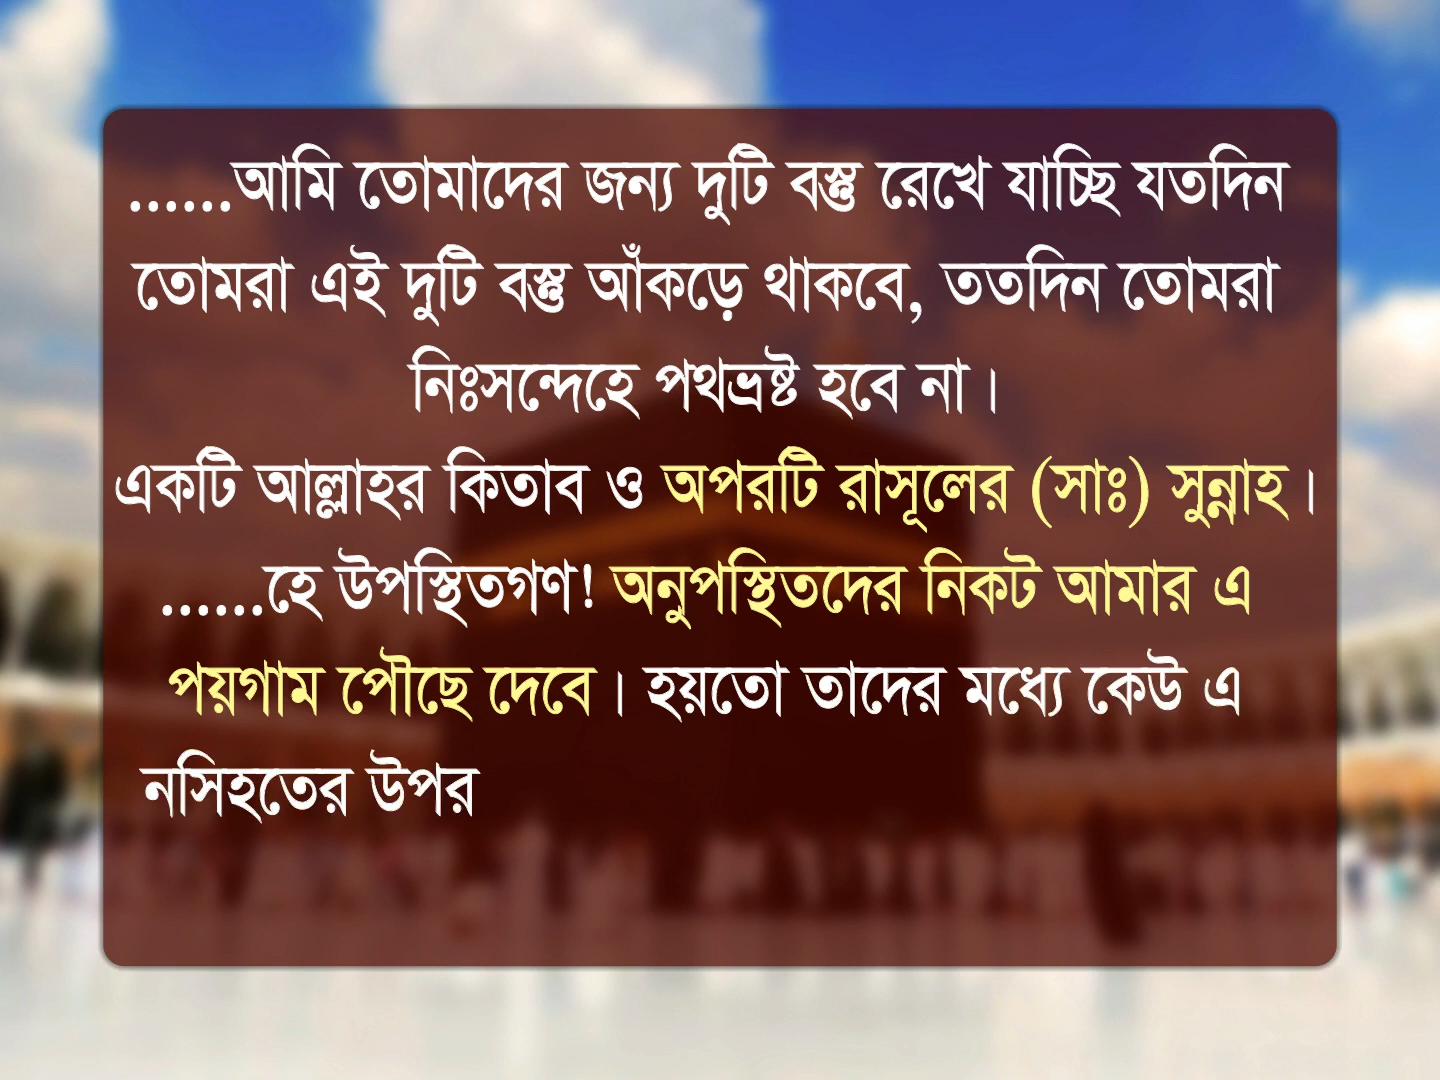 ......আমি তোমাদের জন্য দুটি বস্তু রেখে যাচ্ছি যতদিন
তোমরা এই দুটি বস্তু আঁকড়ে থাকবে, ততদিন তোমরা
নিঃসন্দেহে পথভ্রষ্ট হবে না।
একটি আল্লাহর কিতাব ও অপরটি রাসূলের (সাঃ) সুন্নাহ।
......হে উপস্থিতগণ! অনুপস্থিতদের নিকট আমার এ
পয়গাম পৌছে দেবে। হয়তো তাদের মধ্যে কেউ এ
নসিহতের উপর